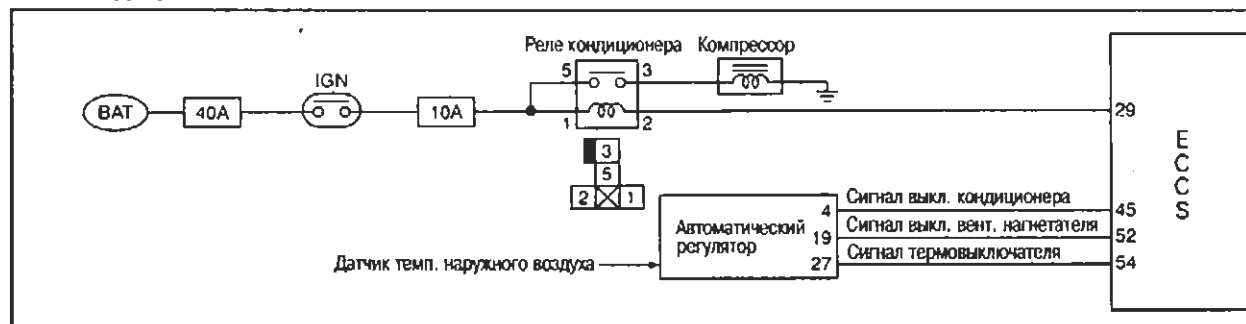 Реле кондиционера Компрессор
IGN
5 3
BAT 40A 10A
1 2 29
3
5
2 1
E
C
C
S
Автоматический
регулятор
4 Сигнал выкл. кондиционера 45
19 Сигнал выкл. вент. нагнетателя 52
27 Сигнал термовыключателя 54
Датчик темп. наружного воздуха